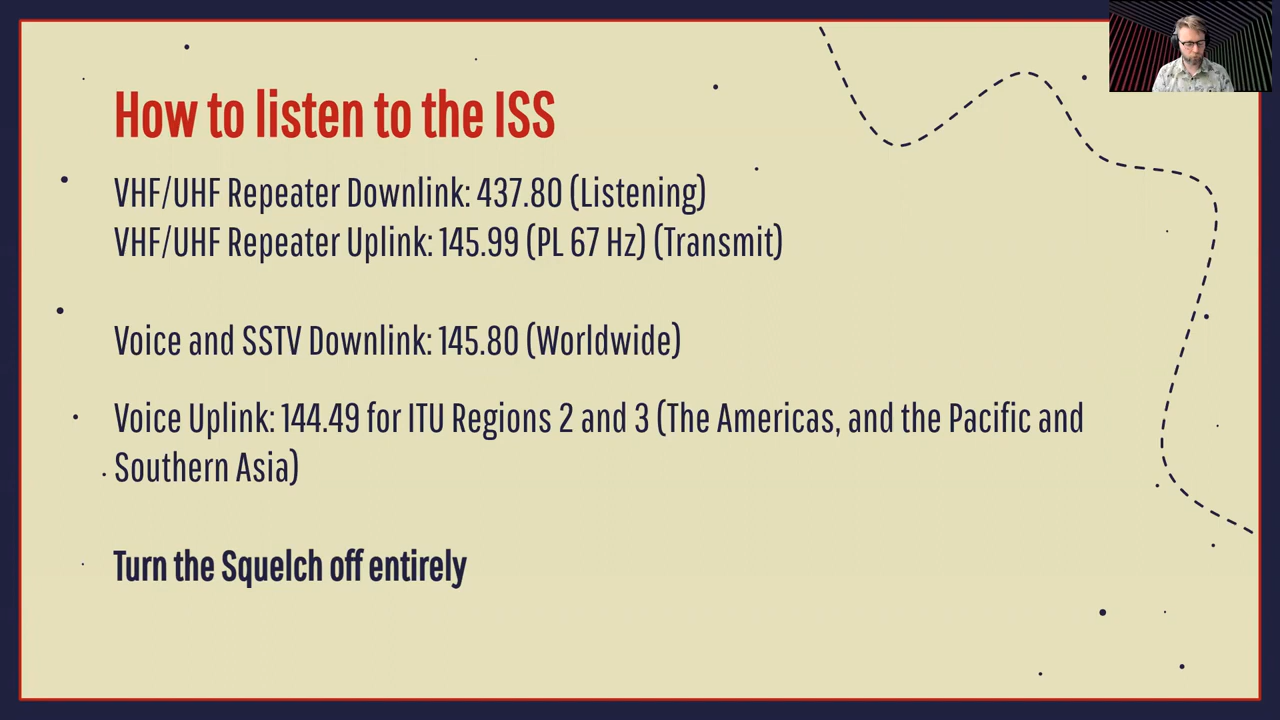 How to listen to the ISS
VHF/UHF Repeater Downlink: 437.80 (Listening)
VHF/UHF Repeater Uplink: 145.99 (PL 67 Hz) (Transmit)
Voice and SSTV Downlink: 145.80 (Worldwide)
Voice Uplink: 144.49 for ITU Regions 2 and 3 (The Americas, and the Pacific and
Southern Asia)
Turn the Squelch off entirely